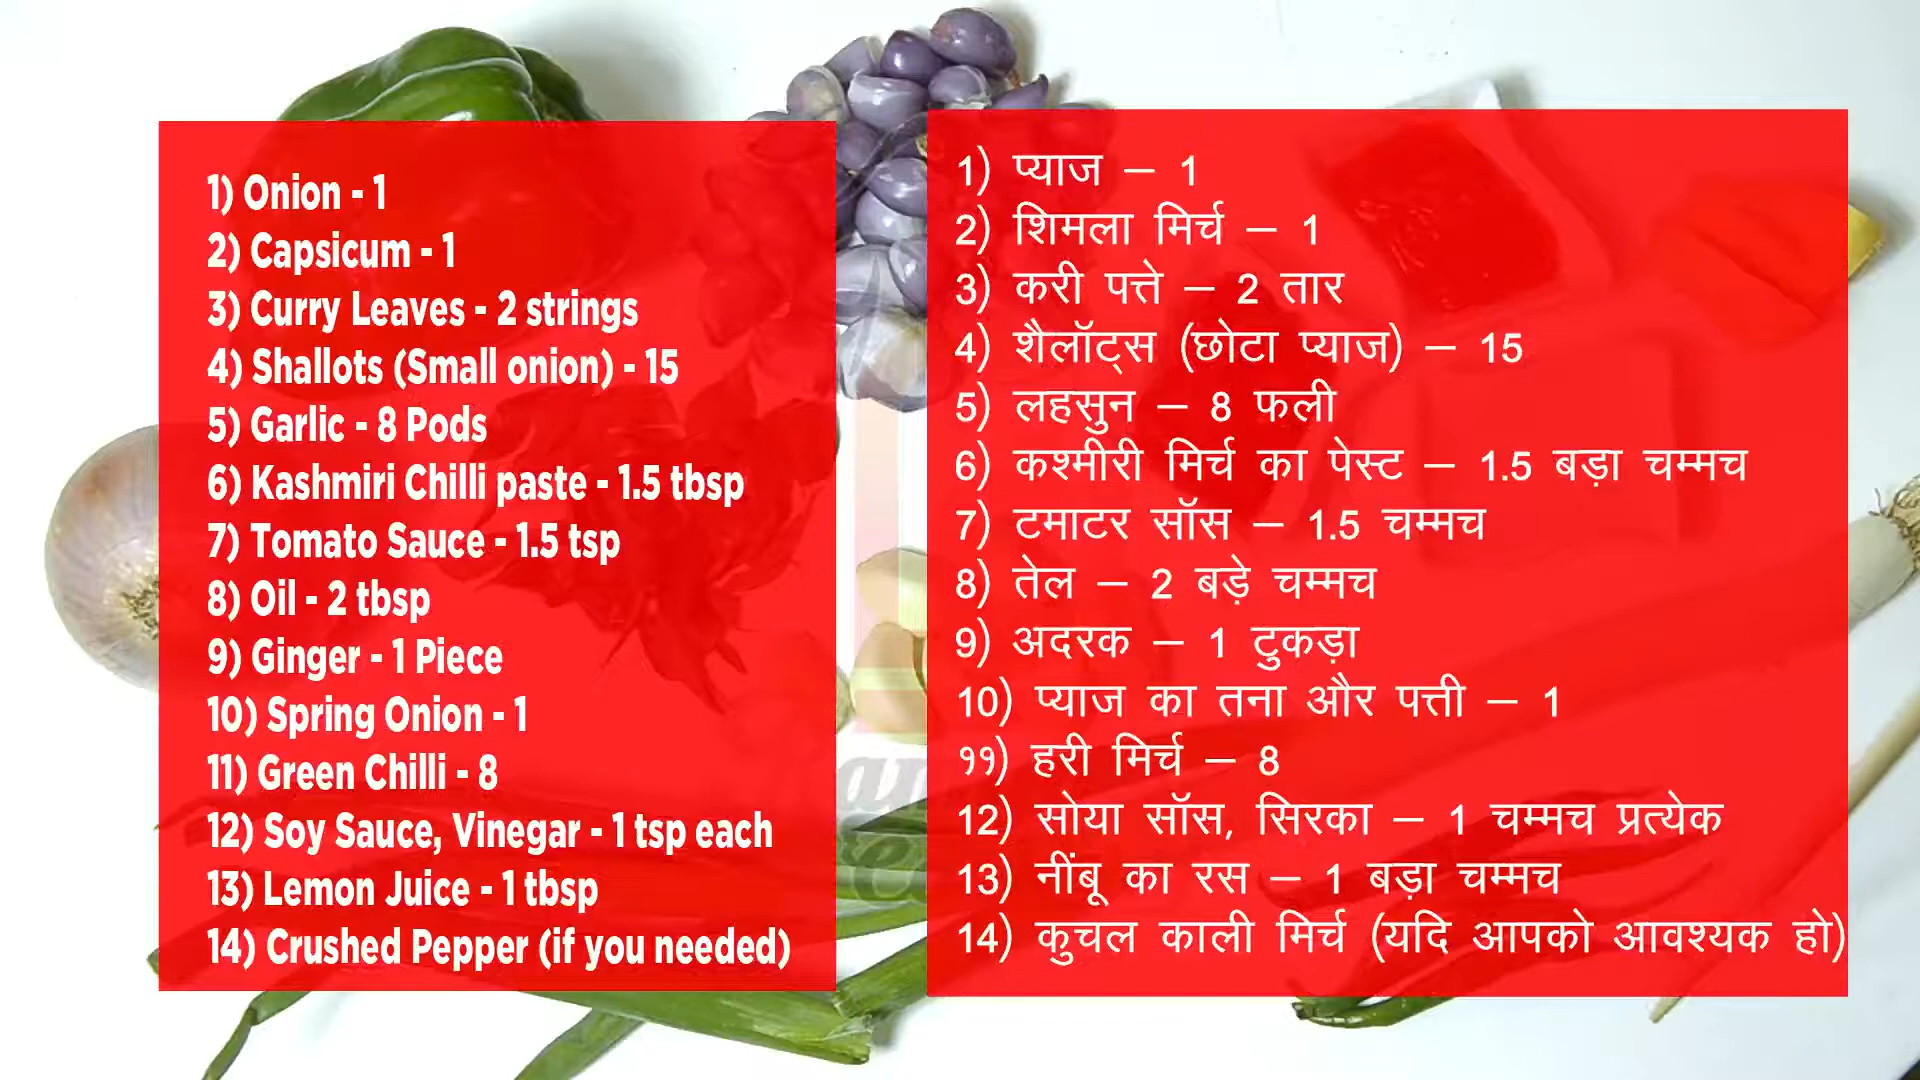 1) Onion - 1
2) Capsicum - 1
3) Curry Leaves - 2 strings
4) Shallots (Small onion) - 15
5) Garlic - 8 Pods
6) Kashmiri Chilli paste - 1.5 tbsp
7) Tomato Sauce - 1.5 tsp
8) Oil - 2 tbsp
9) Ginger - 1 Piece
10) Spring Onion - 1
11) Green Chilli - 8
12) Soy Sauce, Vinegar - 1 tsp each
13) Lemon Juice - 1 tbsp
14) Crushed Pepper (if you needed)
1) प्याज – 1
2) शिमला मिर्च – 1
3) करी पत्ते – 2 तार
4) शैलॉट्स (छोटा प्याज) – 15
5) लहसुन – 8 फली
6) कश्मीरी मिर्च का पेस्ट – 1.5 बड़ा चम्मच
7) टमाटर सॉस – 1.5 चम्मच
8) तेल – 2 बड़े चम्मच
9) अदरक – 1 टुकड़ा
10) प्याज का तना और पत्ती – 1
११) हरी मिर्च – 8
12) सोया सॉस, सिरका – 1 चम्मच प्रत्येक
13) नींबू का रस – 1 बड़ा चम्मच
14) कुचल काली मिर्च (यदि आपको आवश्यक हो)